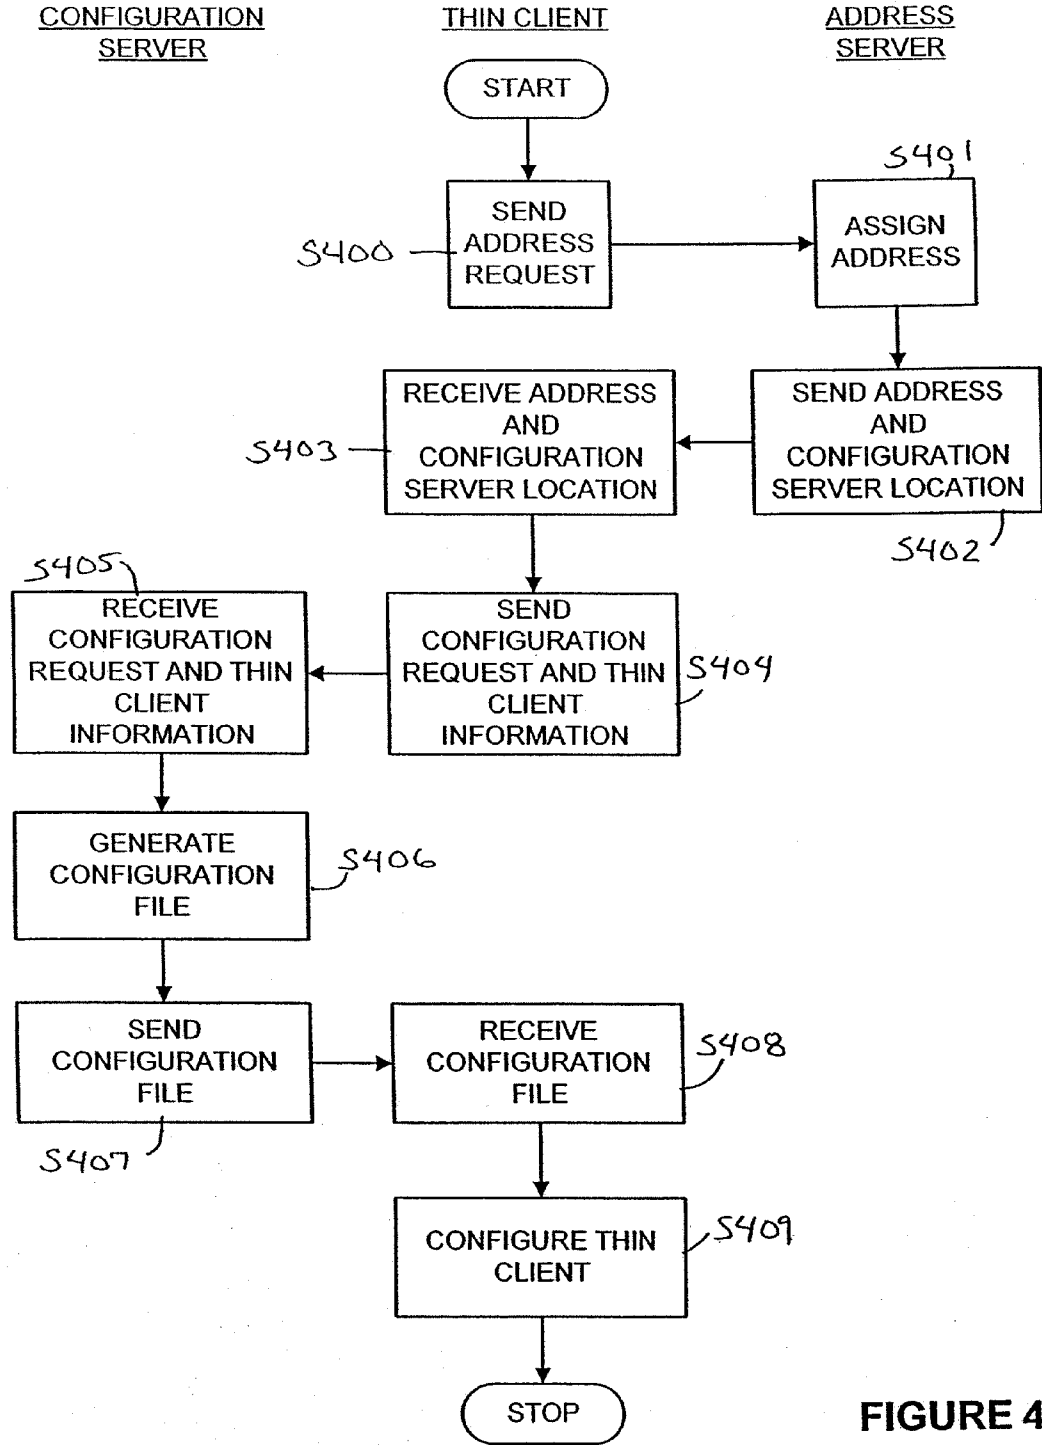 CONFIGURATION
SERVER
THIN CLIENT
ADDRESS
SERVER
START
S401
SEND
ADDRESS
REQUEST
S400
ASSIGN
ADDRESS
RECEIVE ADDRESS
AND
CONFIGURATION
SERVER LOCATION
S403
SEND ADDRESS
AND
CONFIGURATION
SERVER LOCATION
S402
S405
RECEIVE
CONFIGURATION
REQUEST AND THIN
CLIENT
INFORMATION
SEND
CONFIGURATION
REQUEST AND THIN
CLIENT
INFORMATION
S404
GENERATE
CONFIGURATION
FILE
S406
SEND
CONFIGURATION
FILE
S407
RECEIVE
CONFIGURATION
FILE
S408
CONFIGURE THIN
CLIENT
S409
STOP
FIGURE 4